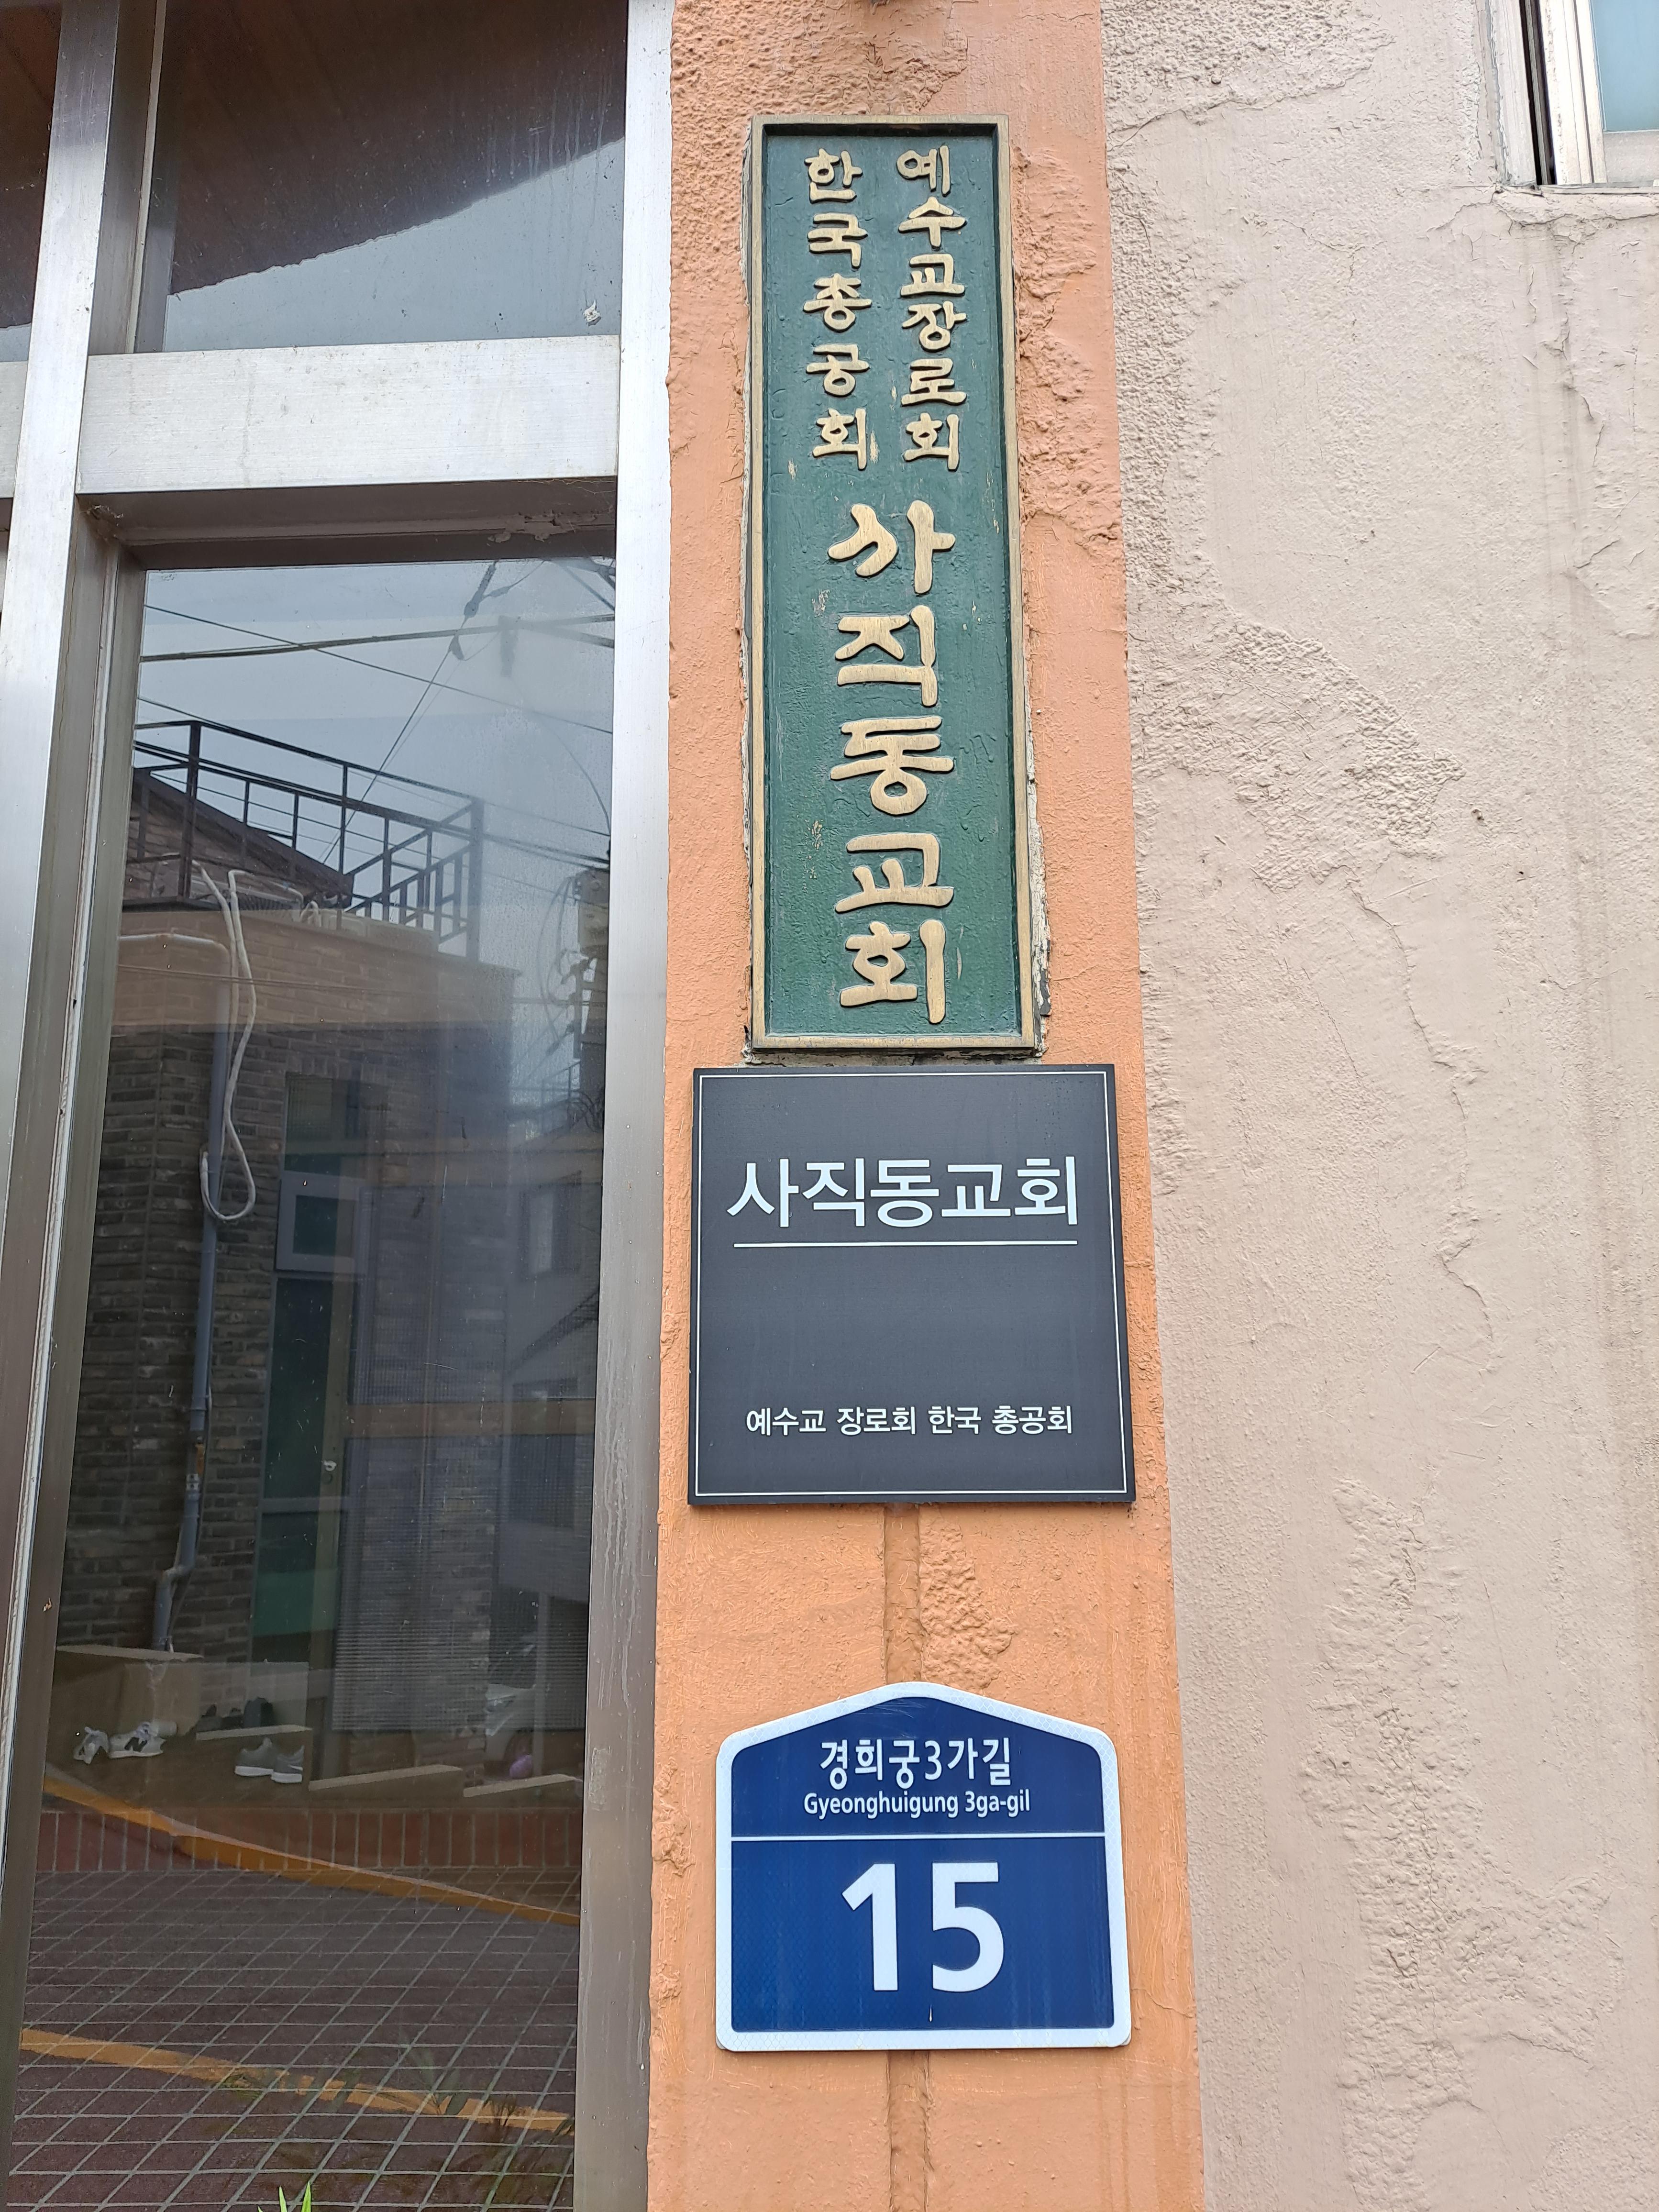 예수교장로회
한국총공회
사직동교회
사직동교회
예수교 장로회 한국 총공회
경희궁3가길
Gyeonghuigung 3ga-gil
15